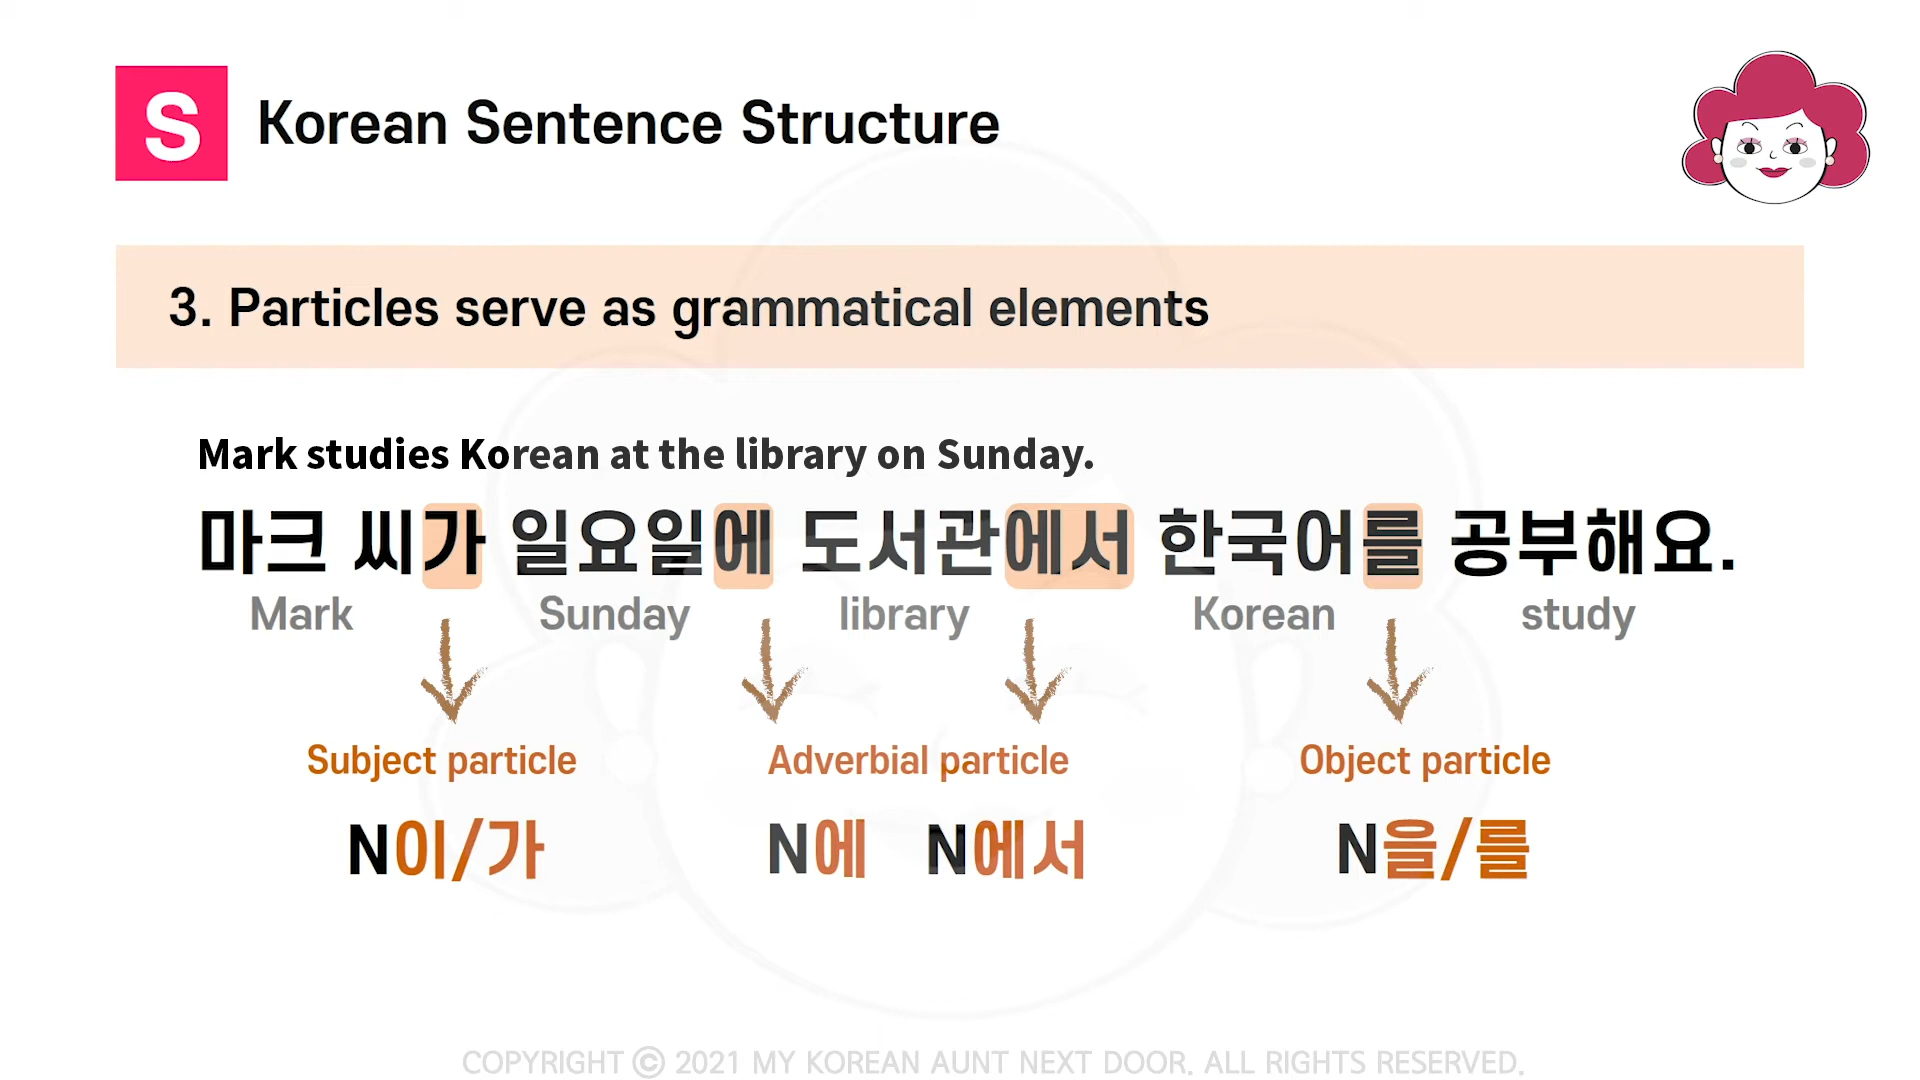 S Korean Sentence Structure
3. Particles serve as grammatical elements
Mark studies Korean at the library on Sunday.
마크 씨가 일요일에 도서관에서 한국어를 공부해요.
Mark Sunday library Korean study
Subject particle Adverbial particle Object particle
N이/가 N에 N에서 N을/를
COPYRIGHT © 2021 MY KOREAN AUNT NEXT DOOR. ALL RIGHTS RESERVED.